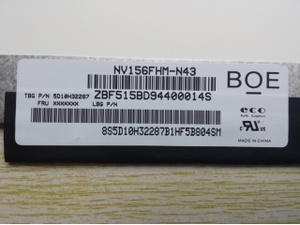 NV156FHM-N43
BOE
TBG P/N 5D10H32287
ZBF515BD94400014S
FRU XXXXXXX
LBG P/N
eco
8S5D10H32287B1HF5B804SM
MADE IN CHINA